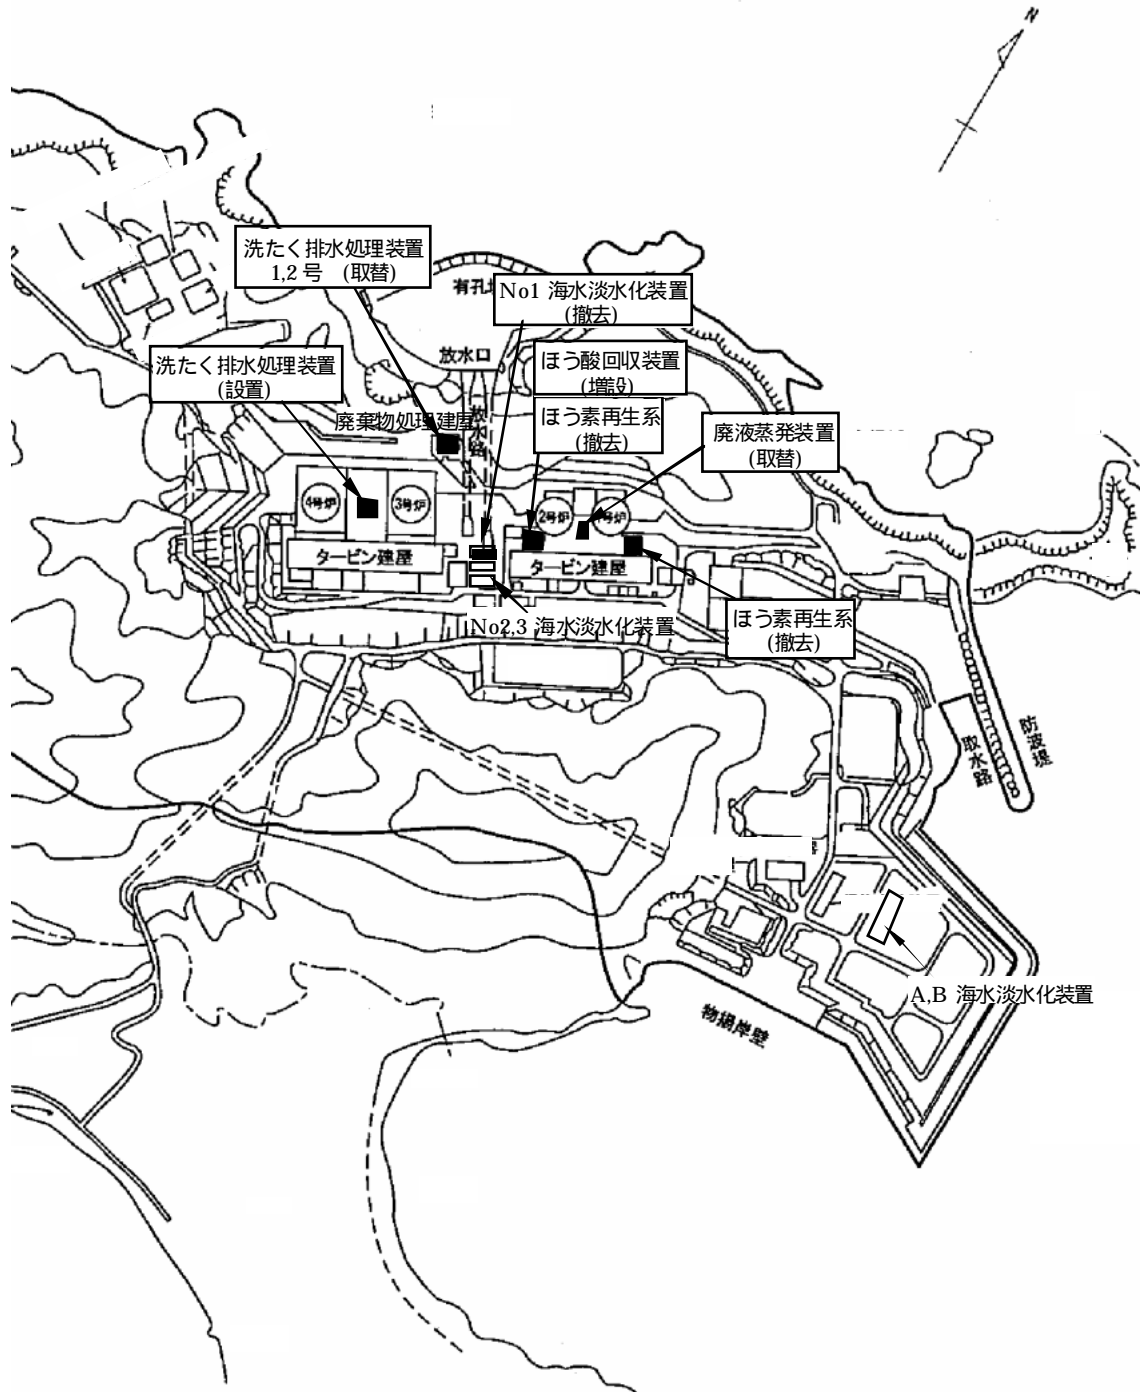 N
洗たく排水処理装置
1,2号 (取替)
No1 海水淡水化装置
(撤去)
放水口
ほう酸回収装置
(増設)
洗たく排水処理装置
(設置)
ほう素再生系
(撤去)
廃棄物処理建屋
放水路
廃液蒸発装置
(取替)
4号炉
3号炉
2号炉
号炉
タービン建屋
タービン建屋
No2,3 海水淡水化装置
ほう素再生系
(撤去)
防波堤
取水路
A,B 海水淡水化装置
物揚岸壁